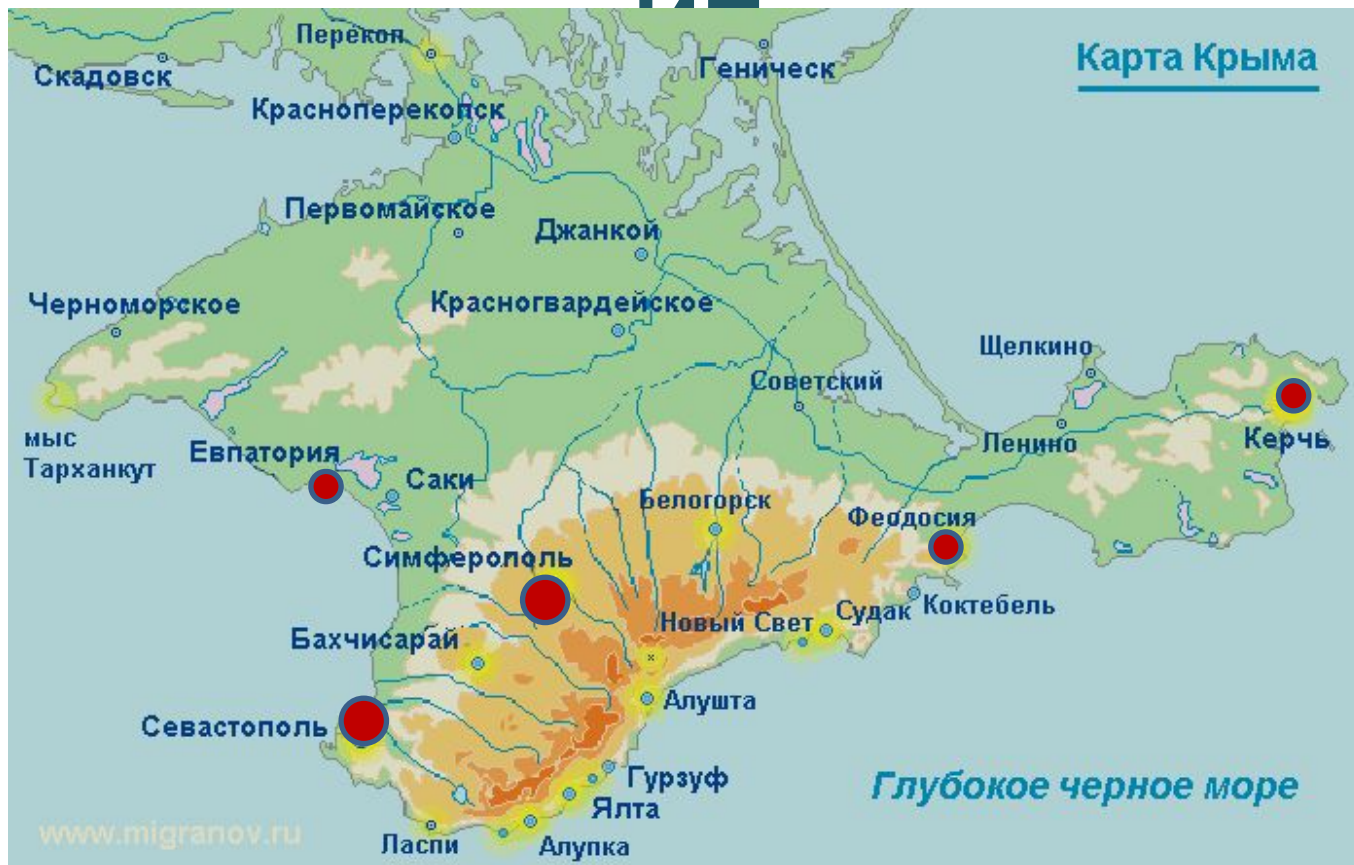 Перекоп
Скадовск
Геническ
Карта Крыма
Красноперекопск
Первомайское
Джанкой
Черноморское
Красногвардейское
Щелкино
Советский
мыс
Тарханкут
Евпатория
Саки
Ленино
Керчь
Белогорск
Феодосия
Симферополь
Новый Свет
Судак
Коктебель
Бахчисарай
Алушта
Севастополь
Гурзуф
Глубокое черное море
Ялта
www.migranov.ru
Ласпи
Алупка